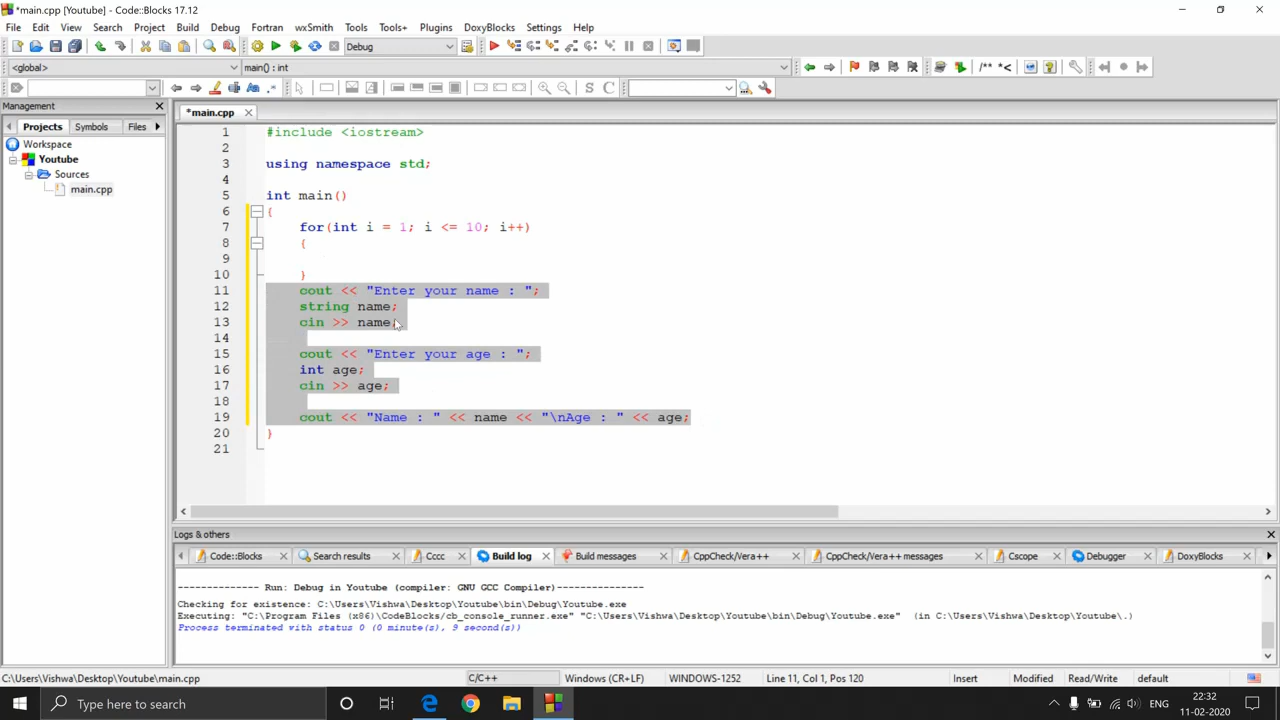 *main.cpp [Youtube] - Code::Blocks 17.12
File Edit View Search Project Build Debug Fortran wxSmith Tools Tools+ Plugins DoxyBlocks Settings Help
Debug
<global> main() : int /** *<
S C
Management
Projects Symbols Files
*main.cpp
Workspace
Youtube
Sources
main.cpp
1 #include <iostream>
2
3 using namespace std;
4
5 int main()
6 {
7 for(int i = 1; i <= 10; i++)
8 {
9
10 }
11 cout << "Enter your name : ";
12 string name;
13 cin >> name;
14
15 cout << "Enter your age : ";
16 int age;
17 cin >> age;
18
19 cout << "Name : " << name << "\nAge : " << age;
20 }
21
Logs & others
Code::Blocks Search results Cccc Build log Build messages CppCheck/Vera++ CppCheck/Vera++ messages Cscope Debugger DoxyBlocks
-------------- Run: Debug in Youtube (compiler: GNU GCC Compiler)---------------
Checking for existence: C:\Users\Vishwa\Desktop\Youtube\bin\Debug\Youtube.exe
Executing: "C:\Program Files (x86)\CodeBlocks/cb_console_runner.exe" "C:\Users\Vishwa\Desktop\Youtube\bin\Debug\Youtube.exe" (in C:\Users\Vishwa\Desktop\Youtube\.)
Process terminated with status 0 (0 minute(s), 9 second(s))
C:\Users\Vishwa\Desktop\Youtube\main.cpp C/C++ Windows (CR+LF) WINDOWS-1252 Line 11, Col 1, Pos 120 Insert Modified Read/Write default
Type here to search
ENG
22:32
11-02-2020